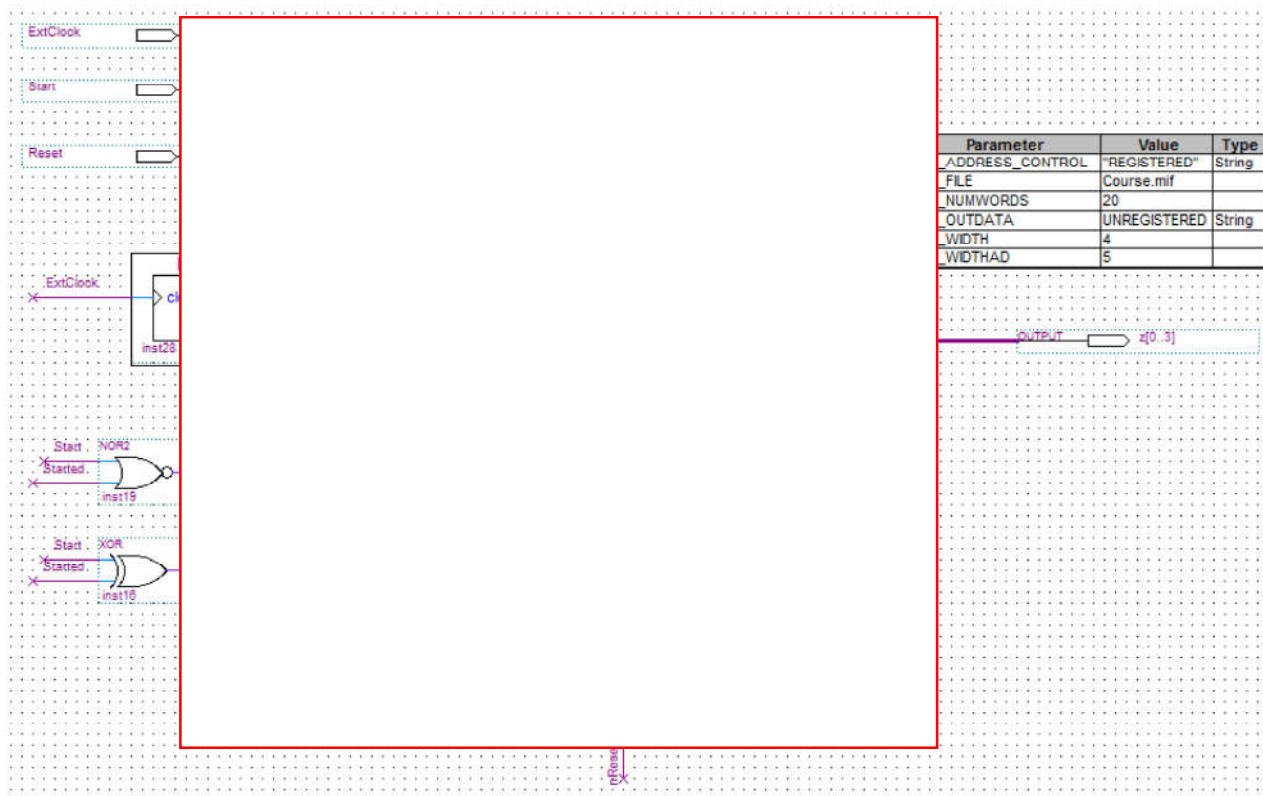 ExtClock
Start
Reset
Parameter Value Type
_ADDRESS_CONTROL "REGISTERED" String
_FILE Course.mif
_NUMWORDS 20
_OUTDATA UNREGISTERED String
_WIDTH 4
_WIDTHAD 5
ExtClock
inst28
OUTPUT z[0..3]
Start NOR2
Started
inst19
Start XOR
Started
inst16